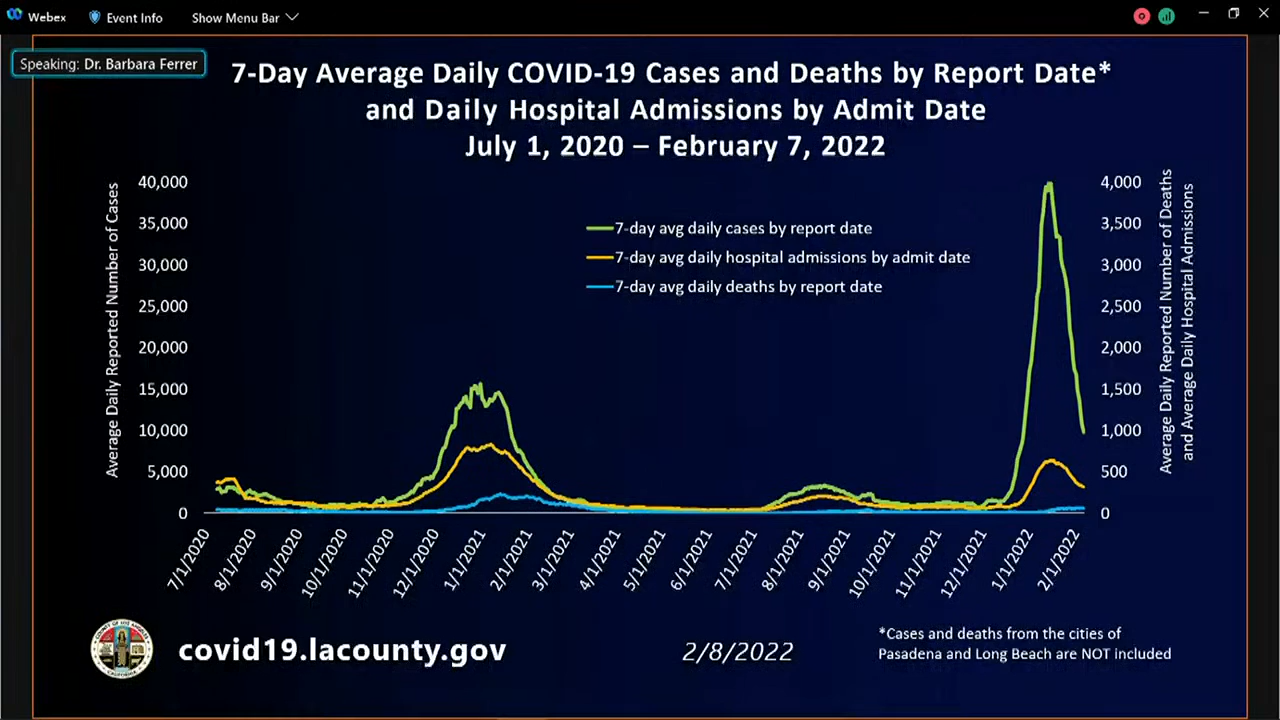 Webex
Event Info
Show Menu Bar
Speaking: Dr. Barbara Ferrer
7-Day Average Daily COVID-19 Cases and Deaths by Report Date*
and Daily Hospital Admissions by Admit Date
July 1, 2020 – February 7, 2022
Average Daily Reported Number of Cases
40,000
35,000
30,000
25,000
20,000
15,000
10,000
5,000
0
7-day avg daily cases by report date
7-day avg daily hospital admissions by admit date
7-day avg daily deaths by report date
4,000
3,500
3,000
2,500
2,000
1,500
1,000
500
0
Average Daily Reported Number of Deaths
and Average Daily Hospital Admissions
7/1/2020
8/1/2020
9/1/2020
10/1/2020
11/1/2020
12/1/2020
1/1/2021
2/1/2021
3/1/2021
4/1/2021
5/1/2021
6/1/2021
7/1/2021
8/1/2021
9/1/2021
10/1/2021
11/1/2021
12/1/2021
1/1/2022
2/1/2022
covid19.lacounty.gov
2/8/2022
*Cases and deaths from the cities of
Pasadena and Long Beach are NOT included